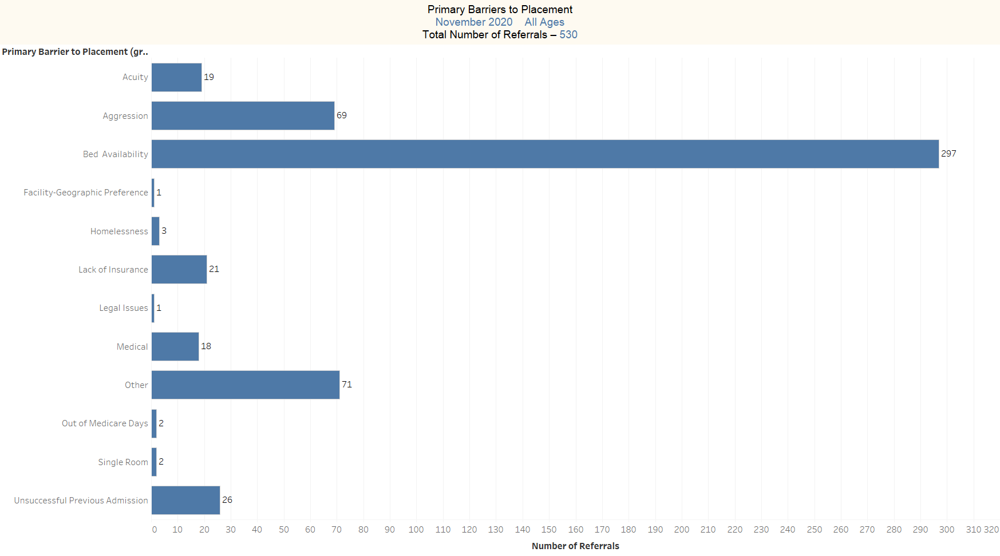 Primary Barriers to Placement
November 2020 All Ages
Total Number of Referrals – 530
Primary Barrier to Placement (gr..
Acuity 19
Aggression 69
Bed Availability 297
Facility-Geographic Preference 1
Homelessness 3
Lack of Insurance 21
Legal Issues 1
Medical 18
Other 71
Out of Medicare Days 2
Single Room 2
Unsuccessful Previous Admission 26
0 10 20 30 40 50 60 70 80 90 100 110 120 130 140 150 160 170 180 190 200 210 220 230 240 250 260 270 280 290 300 310 320
Number of Referrals